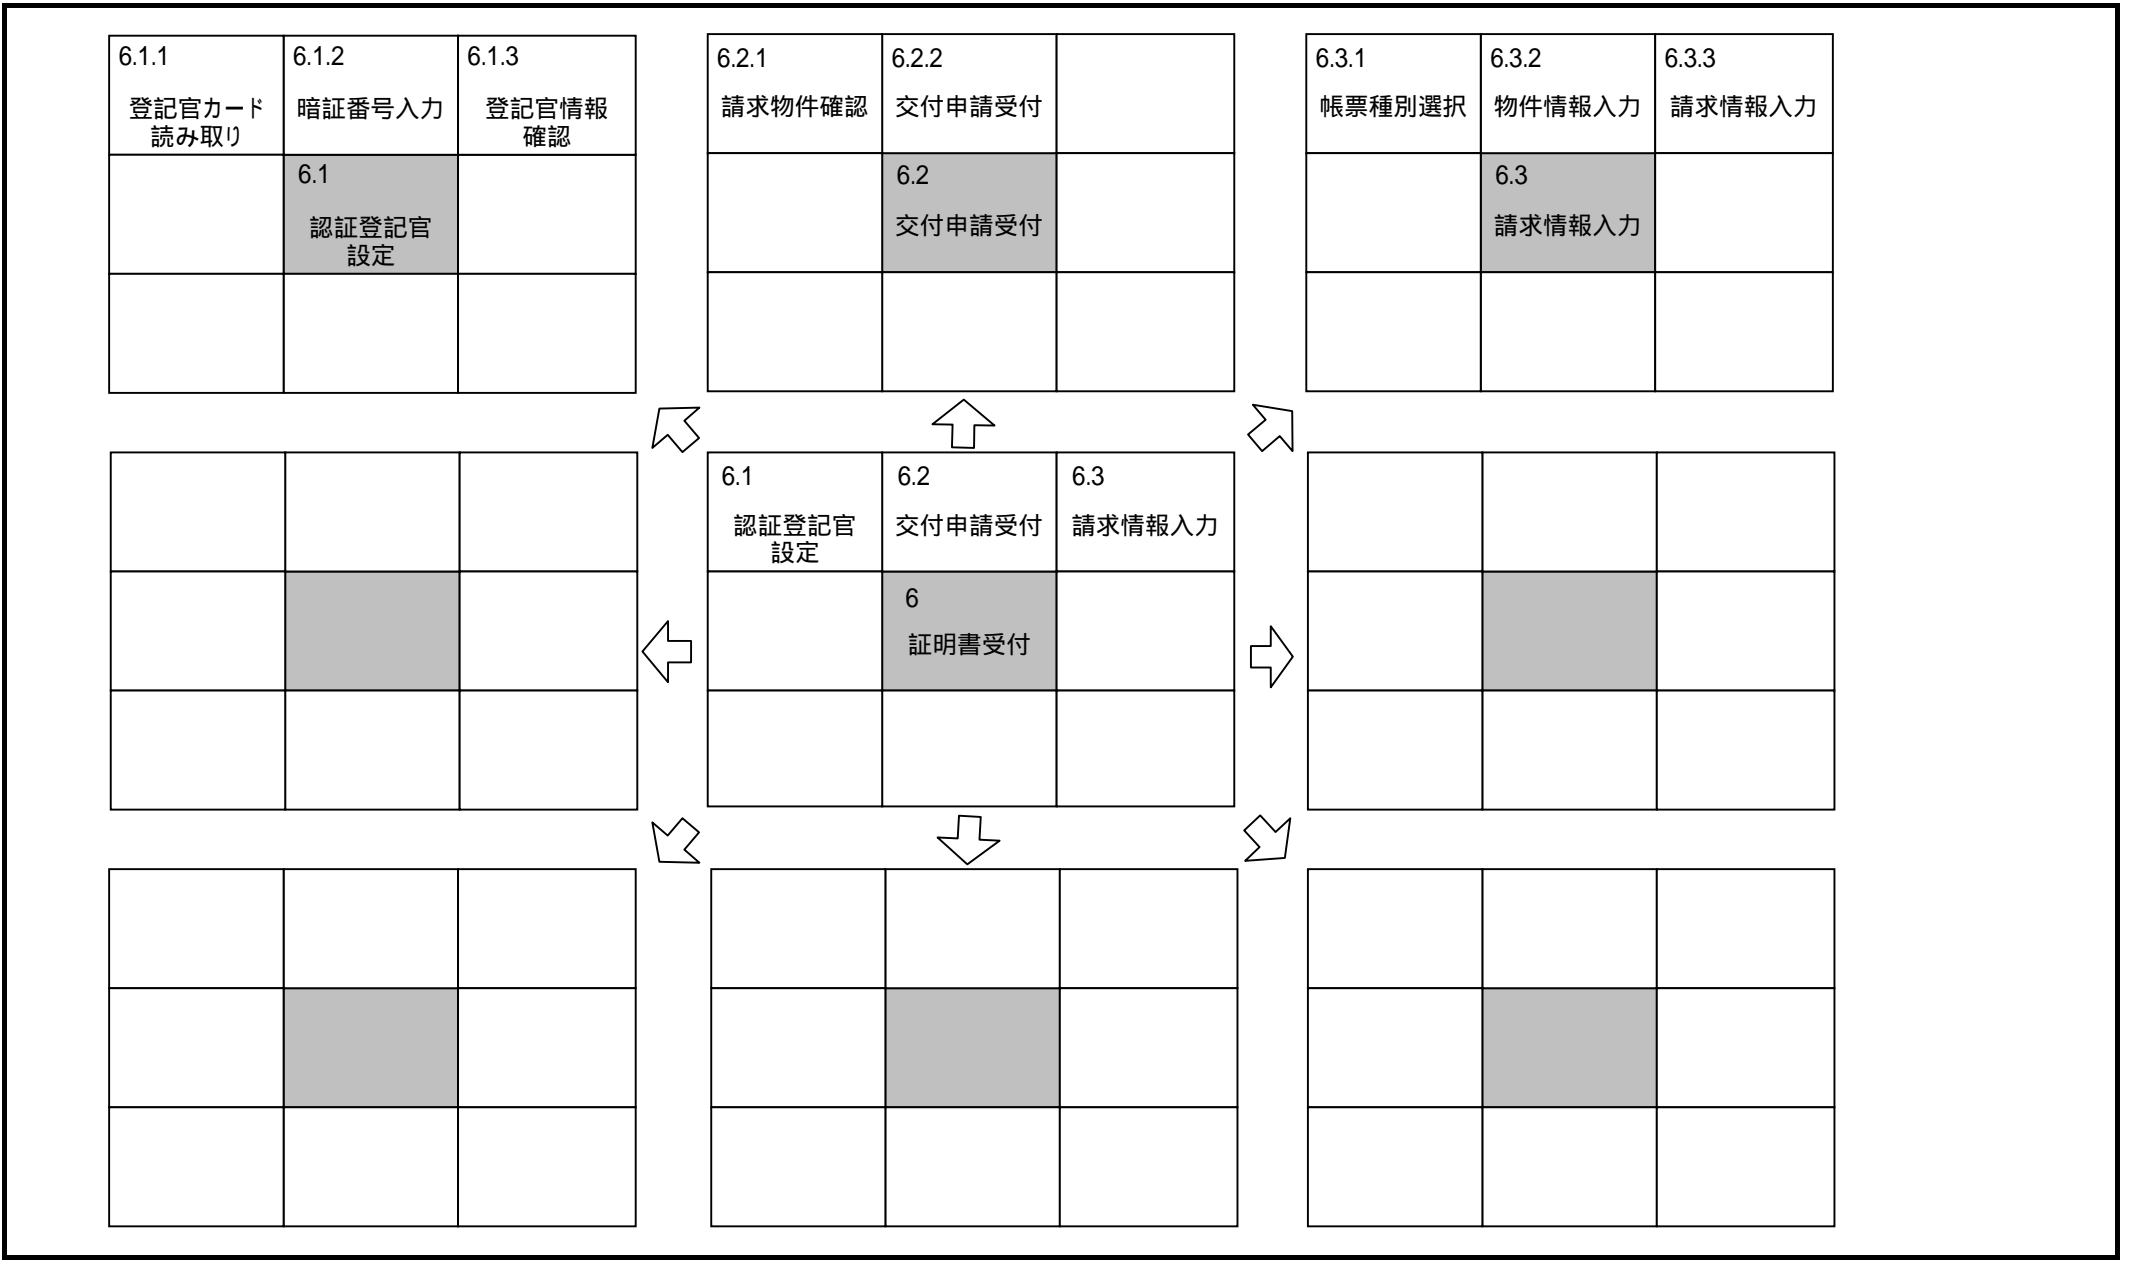 6.1.1
登記官カード
読み取り
6.1.2
暗証番号入力
6.1.3
登記官情報
確認
6.1
認証登記官
設定
6.2.1
請求物件確認
6.2.2
交付申請受付
6.2
交付申請受付
6.3.1
帳票種別選択
6.3.2
物件情報入力
6.3.3
請求情報入力
6.3
請求情報入力
6.1
認証登記官
設定
6.2
交付申請受付
6.3
請求情報入力
6
証明書受付